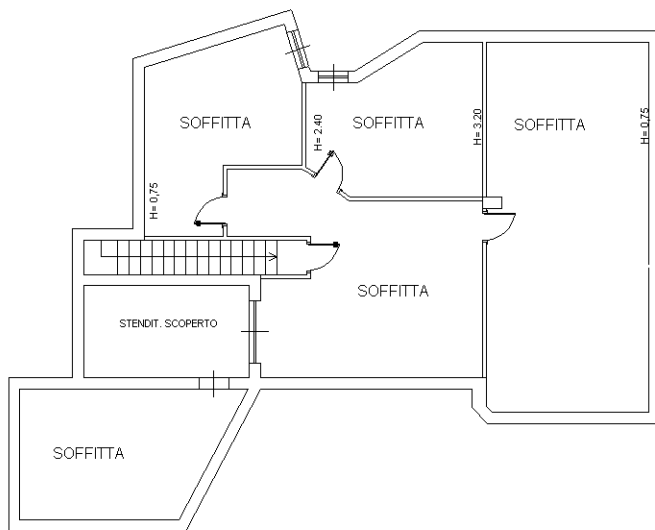 SOFFITTA
SOFFITTA
SOFFITTA
H= 2.40
H= 3.20
H=0,75
H= 0,75
SOFFITTA
STENDIT. SCOPERTO
SOFFITTA